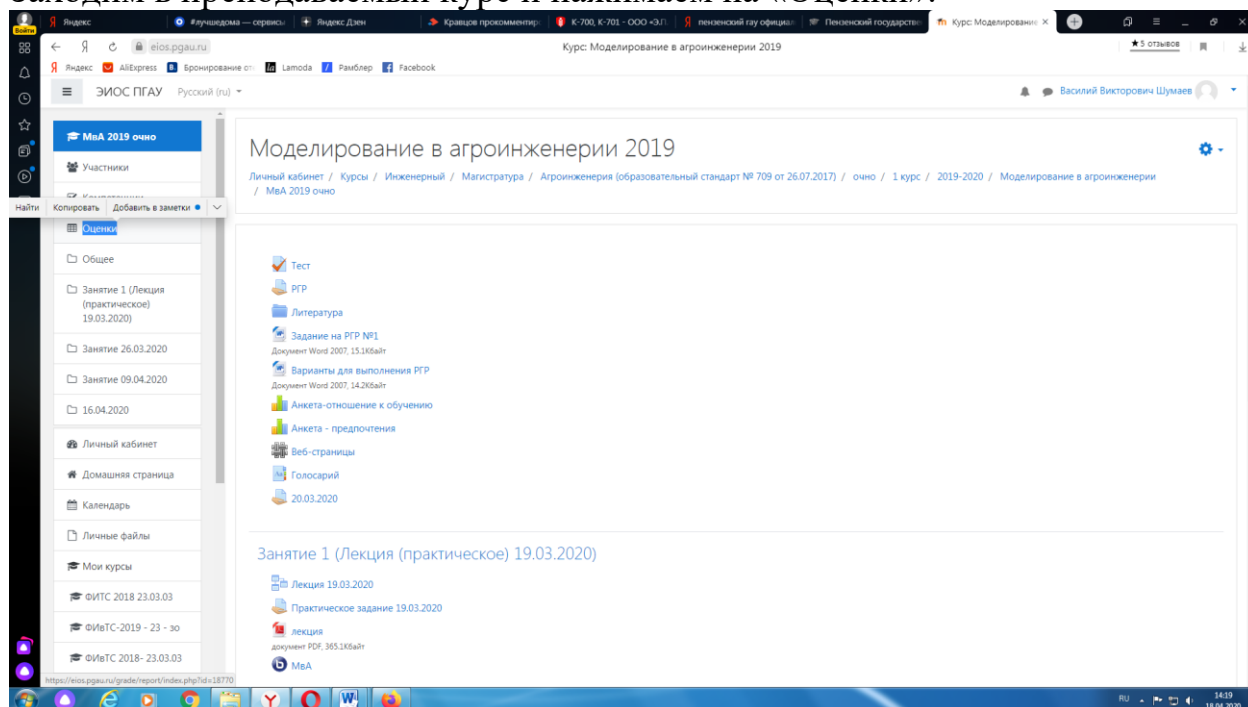 Заходим в преподаваемый курс и нажимаем на «Оценки».
Войти
Яндекс
#лучшедома — сервисы
Яндекс.Дзен
Кравцов прокомментиро
К-700, К-701 - ООО «Э.П.
пензенский гау официал
Пензенский государстве
Курс: Моделирование
eios.pgau.ru
Курс: Моделирование в агроинженерии 2019
★5 отзывов
Яндекс
AliExpress
Бронирование оте
Lamoda
Рамблер
Facebook
ЭИОС ПГАУ
Русский (ru)
Василий Викторович Шумаев
МвА 2019 очно
Участники
Компетенции
Найти
Копировать
Добавить в заметки
Оценки
Общее
Занятие 1 (Лекция
(практическое)
19.03.2020)
Занятие 26.03.2020
Занятие 09.04.2020
16.04.2020
Личный кабинет
Домашняя страница
Календарь
Личные файлы
Мои курсы
ФИТС 2018 23.03.03
ФИвТС-2019 - 23 - зо
ФИвТС 2018- 23.03.03
https://eios.pgau.ru/grade/report/index.php?id=18770
Моделирование в агроинженерии 2019
Личный кабинет / Курсы / Инженерный / Магистратура / Агроинженерия (образовательный стандарт № 709 от 26.07.2017) / очно / 1 курс / 2019-2020 / Моделирование в агроинженерии
/ МвА 2019 очно
Тест
РГР
Литература
Задание на РГР №1
Документ Word 2007, 15.1Кбайт
Варианты для выполнения РГР
Документ Word 2007, 14.2Кбайт
Анкета-отношение к обучению
Анкета - предпочтения
Веб-страницы
Голосарий
20.03.2020
Занятие 1 (Лекция (практическое) 19.03.2020)
Лекция 19.03.2020
Практическое задание 19.03.2020
лекция
документ PDF, 365.1Кбайт
МвА
RU
14:19
18.04.2020